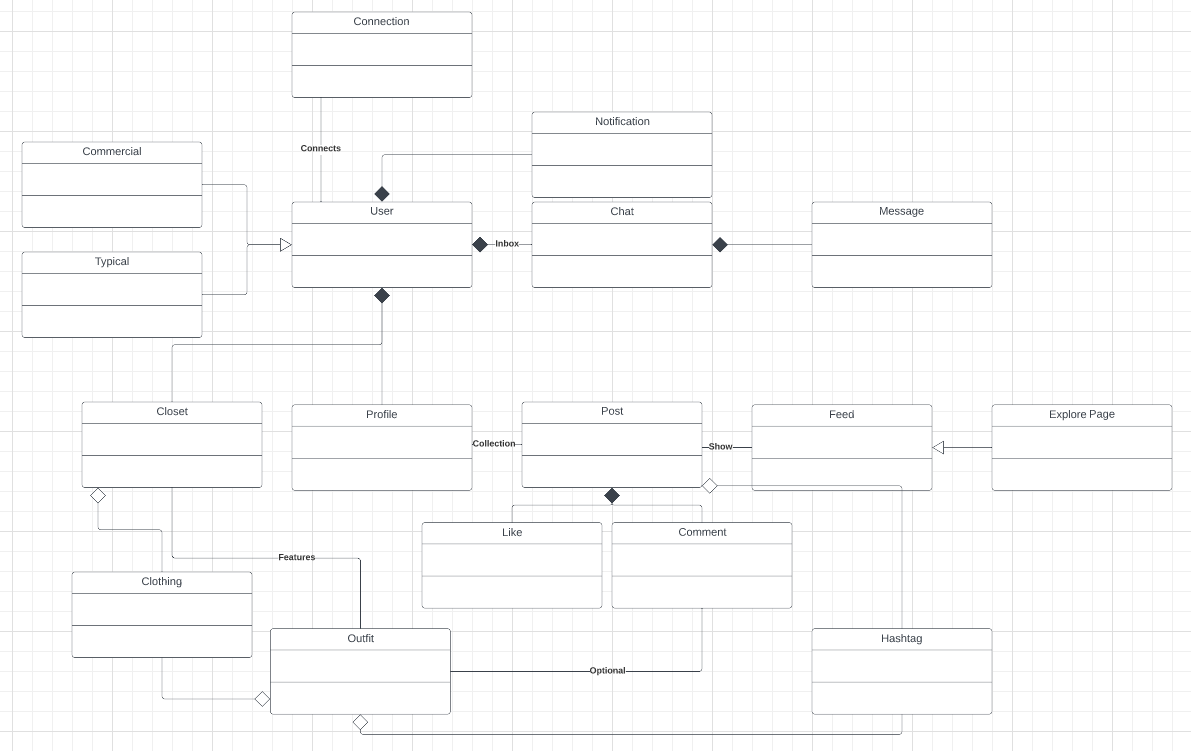 Connection
Notification
Commercial
Connects
User
Chat
Message
Inbox
Typical
Closet
Profile
Post
Feed
Explore Page
Collection
Show
Like
Comment
Features
Clothing
Outfit
Hashtag
Optional